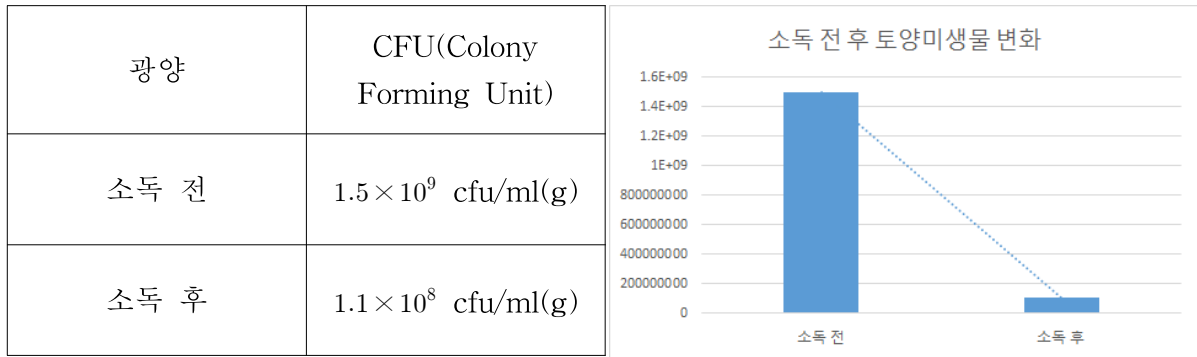 광양
CFU(Colony
Forming Unit)
소독 전
1.5×10⁹ cfu/ml(g)
소독 후
1.1×10⁸ cfu/ml(g)
소독 전 후 토양미생물 변화
1.6E+09
1.4E+09
1.2E+09
1E+09
800000000
600000000
400000000
200000000
0
소독 전
소독 후